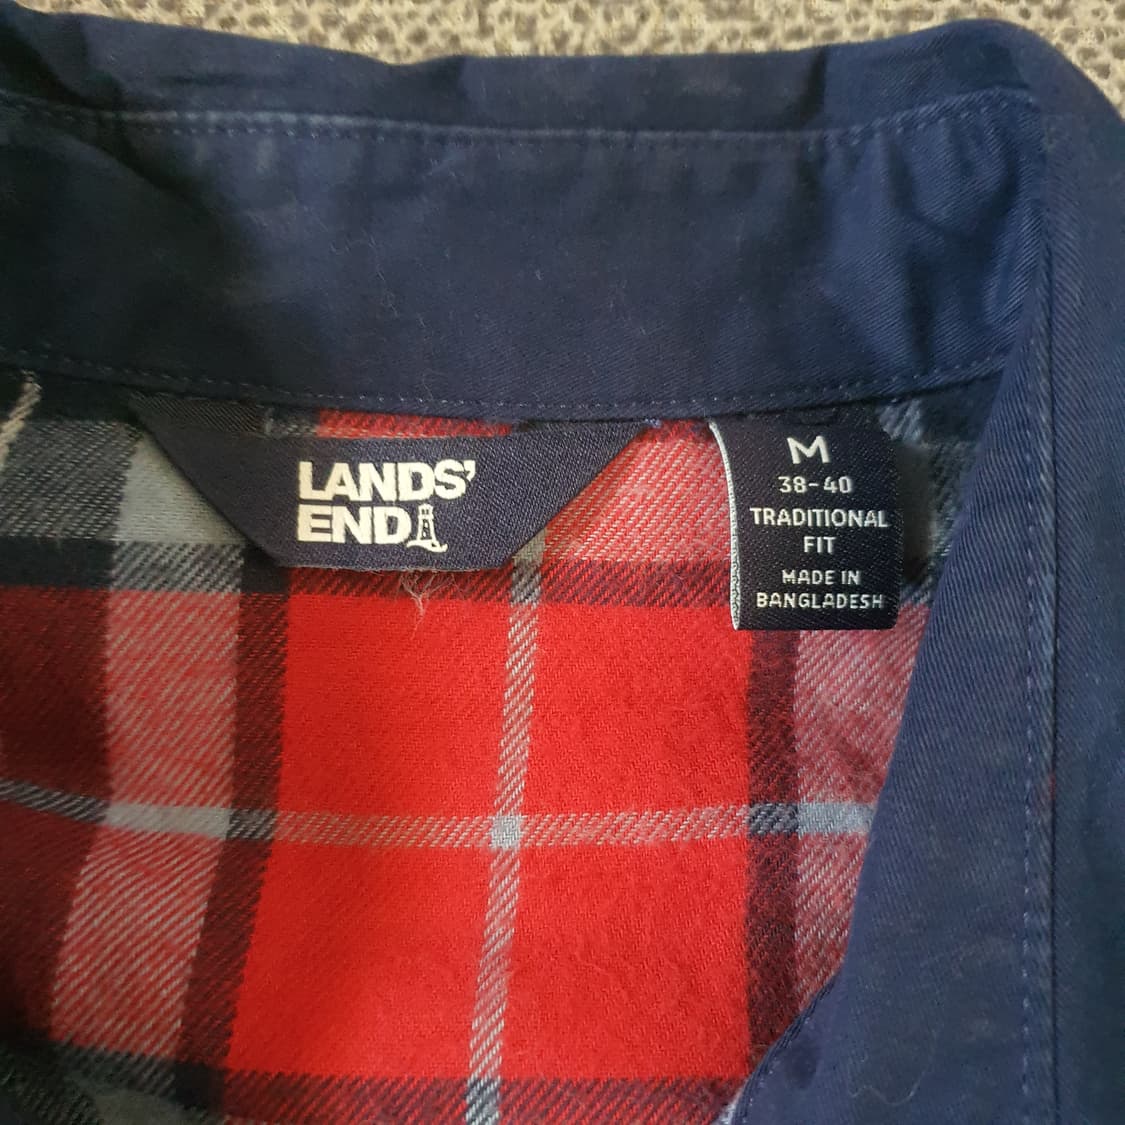 LANDS'
END
M
38-40
TRADITIONAL
FIT
MADE IN
BANGLADESH